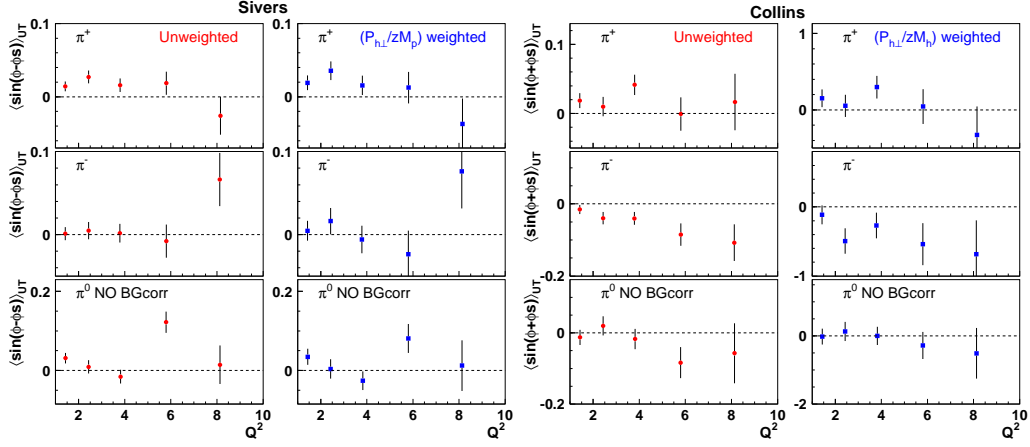 Sivers
Collins
⟨sin(ϕ-ϕs)⟩UT
0.1
0
π+
Unweighted
0.1
0
π+
(Ph⊥/zMp) weighted
⟨sin(ϕ+ϕs)⟩UT
0.1
0
π+
Unweighted
1
0
π+
(Ph⊥/zMh) weighted
⟨sin(ϕ-ϕs)⟩UT
0.1
0
π-
0.1
0
π-
⟨sin(ϕ+ϕs)⟩UT
0
-0.2
π-
0
-1
π-
⟨sin(ϕ-ϕs)⟩UT
0.2
0
π0 NO BGcorr
0.2
0
π0 NO BGcorr
⟨sin(ϕ+ϕs)⟩UT
0
-0.2
π0 NO BGcorr
0
-2
π0 NO BGcorr
2 4 6 8 10
2 4 6 8 10
2 4 6 8 10
2 4 6 8 10
Q2
Q2
Q2
Q2